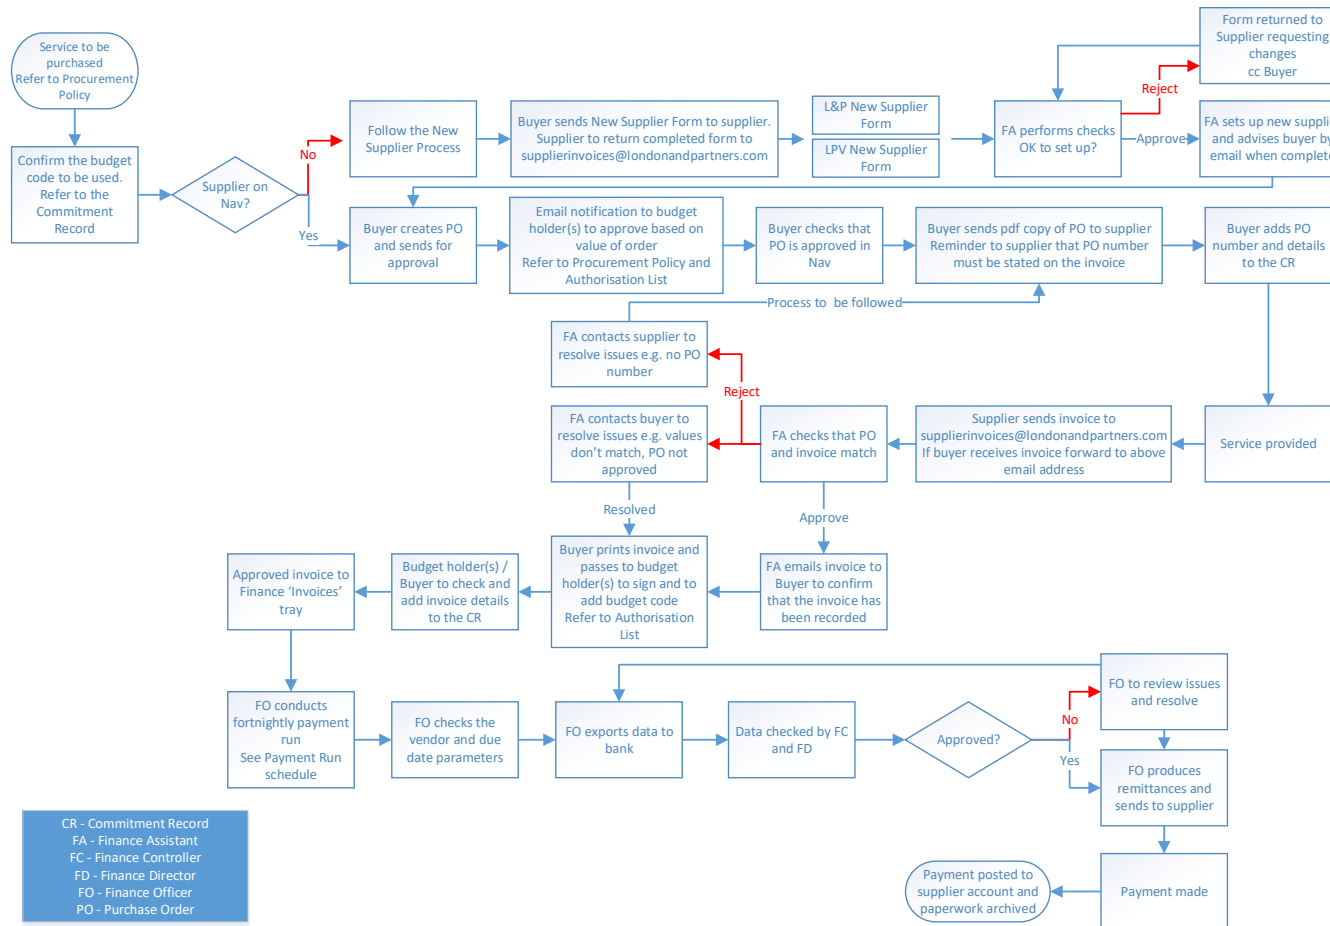 Service to be
purchased
Refer to Procurement
Policy
Confirm the budget
code to be used.
Refer to the
Commitment
Record
Supplier on
Nav?
No
Yes
Follow the New
Supplier Process
Buyer sends New Supplier Form to supplier.
Supplier to return completed form to
supplierinvoices@londonandpartners.com
L&P New Supplier
Form
LPV New Supplier
Form
FA performs checks
OK to set up?
Reject
Approve
Form returned to
Supplier requesting
changes
cc Buyer
FA sets up new supplie
and advises buyer by
email when complete
Buyer creates PO
and sends for
approval
Email notification to budget
holder(s) to approve based on
value of order
Refer to Procurement Policy and
Authorisation List
Buyer checks that
PO is approved in
Nav
Buyer sends pdf copy of PO to supplier
Reminder to supplier that PO number
must be stated on the invoice
Buyer adds PO
number and details
to the CR
Process to be followed
FA contacts supplier to
resolve issues e.g. no PO
number
Reject
FA contacts buyer to
resolve issues e.g. values
don't match, PO not
approved
FA checks that PO
and invoice match
Supplier sends invoice to
supplierinvoices@londonandpartners.com
If buyer receives invoice forward to above
email address
Service provided
Resolved
Approve
Approved invoice to
Finance ‘Invoices’
tray
Budget holder(s) /
Buyer to check and
add invoice details
to the CR
Buyer prints invoice and
passes to budget
holder(s) to sign and to
add budget code
Refer to Authorisation
List
FA emails invoice to
Buyer to confirm
that the invoice has
been recorded
FO conducts
fortnightly payment
run
See Payment Run
schedule
FO checks the
vendor and due
date parameters
FO exports data to
bank
Data checked by FC
and FD
Approved?
No
Yes
FO to review issues
and resolve
FO produces
remittances and
sends to supplier
Payment made
Payment posted to
supplier account and
paperwork archived
CR - Commitment Record
FA - Finance Assistant
FC - Finance Controller
FD - Finance Director
FO - Finance Officer
PO - Purchase Order